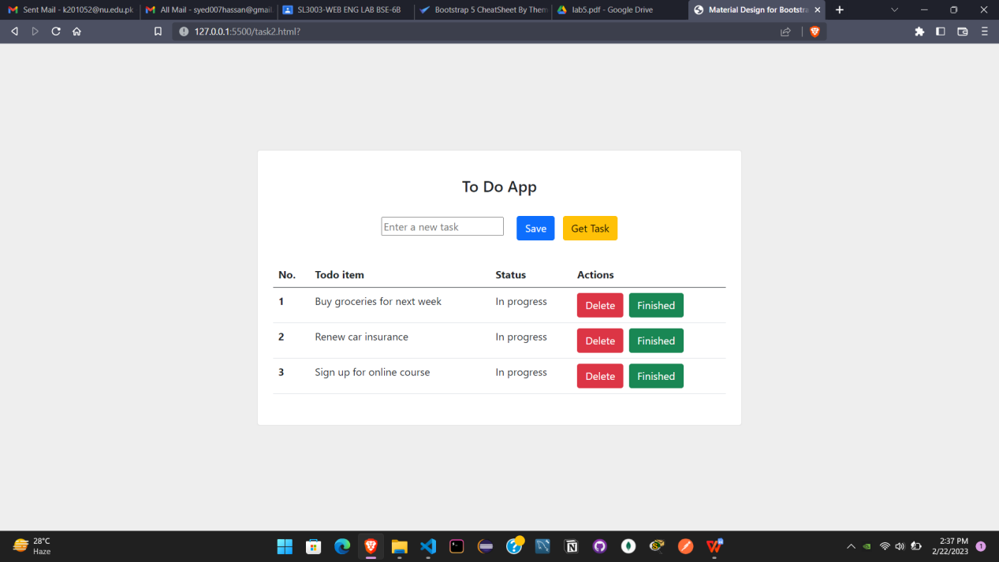 Sent Mail - k201052@nu.edu.pk All Mail - syed007hassan@gmail. SL3003-WEB ENG LAB BSE-6B Bootstrap 5 CheatSheet By Them lab5.pdf - Google Drive Material Design for Bootstra
127.0.0.1:5500/task2.html?
To Do App
Enter a new task Save Get Task
No. Todo item Status Actions
1 Buy groceries for next week In progress Delete Finished
2 Renew car insurance In progress Delete Finished
3 Sign up for online course In progress Delete Finished
28°C
Haze
2:37 PM
2/22/2023 1